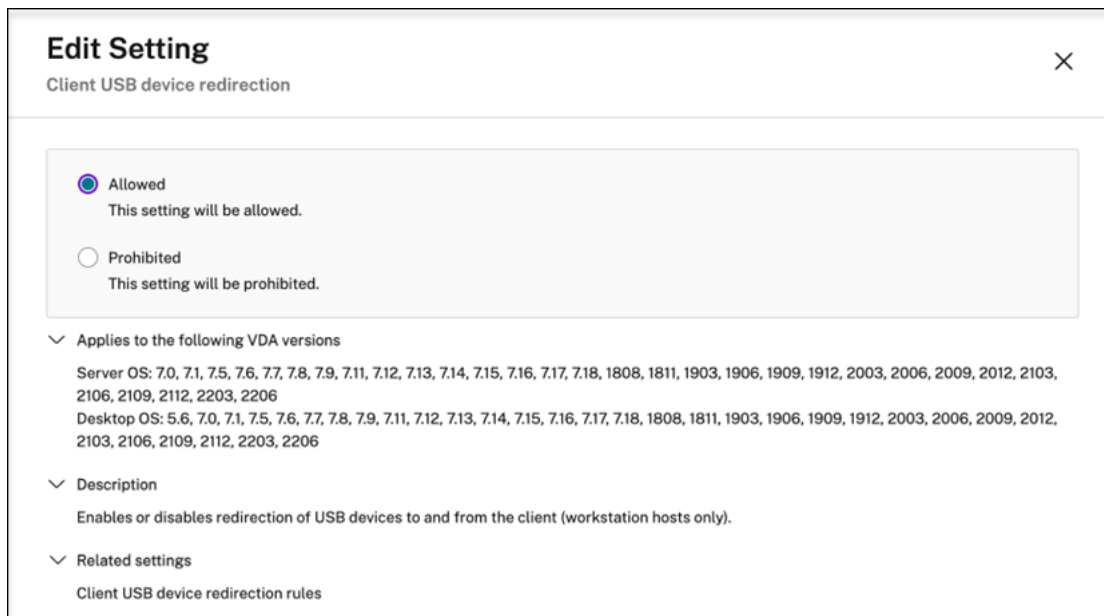 Edit Setting
Client USB device redirection
Allowed
This setting will be allowed.
Prohibited
This setting will be prohibited.
Applies to the following VDA versions
Server OS: 7.0, 7.1, 7.5, 7.6, 7.7, 7.8, 7.9, 7.11, 7.12, 7.13, 7.14, 7.15, 7.16, 7.17, 7.18, 1808, 1811, 1903, 1906, 1909, 1912, 2003, 2006, 2009, 2012, 2103,
2106, 2109, 2112, 2203, 2206
Desktop OS: 5.6, 7.0, 7.1, 7.5, 7.6, 7.7, 7.8, 7.9, 7.11, 7.12, 7.13, 7.14, 7.15, 7.16, 7.17, 7.18, 1808, 1811, 1903, 1906, 1909, 1912, 2003, 2006, 2009, 2012,
2103, 2106, 2109, 2112, 2203, 2206
Description
Enables or disables redirection of USB devices to and from the client (workstation hosts only).
Related settings
Client USB device redirection rules